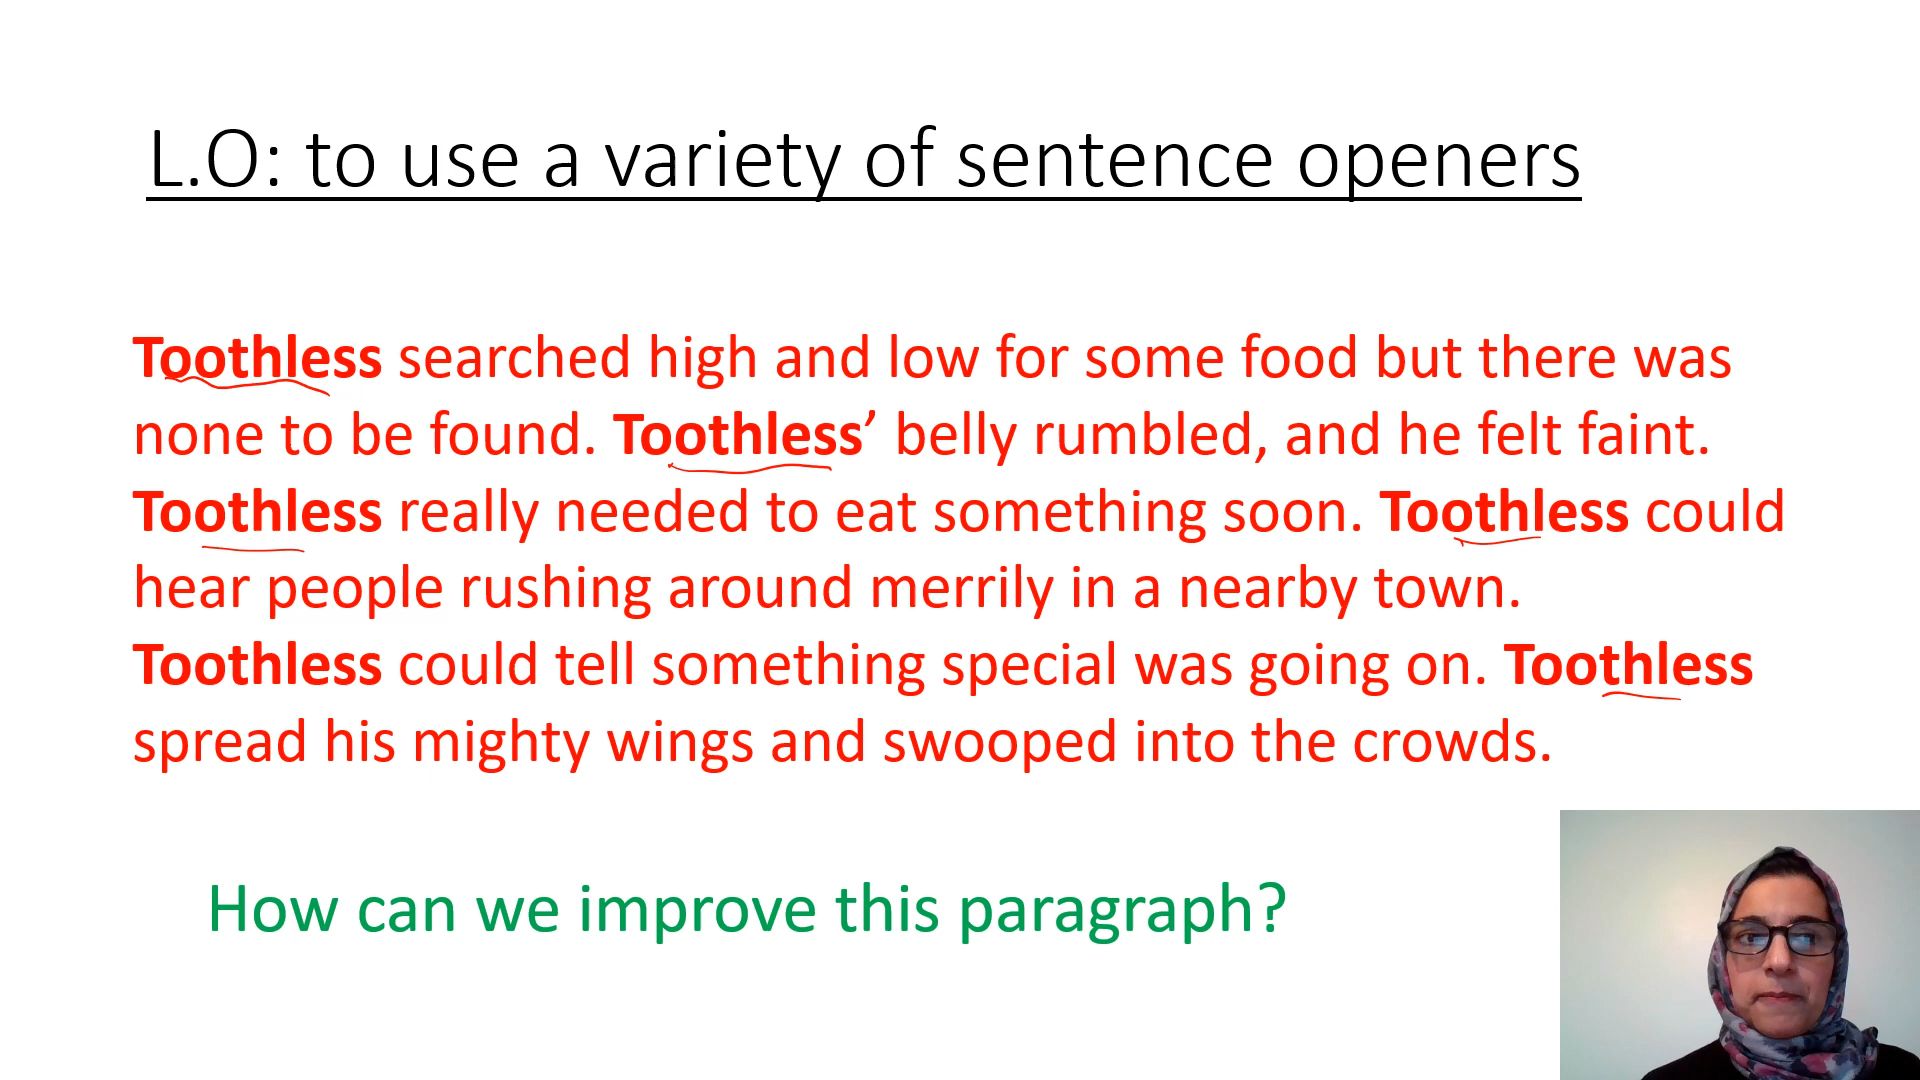 L.O: to use a variety of sentence openers
Toothless searched high and low for some food but there was
none to be found. Toothless’ belly rumbled, and he felt faint.
Toothless really needed to eat something soon. Toothless could
hear people rushing around merrily in a nearby town.
Toothless could tell something special was going on. Toothless
spread his mighty wings and swooped into the crowds.
How can we improve this paragraph?